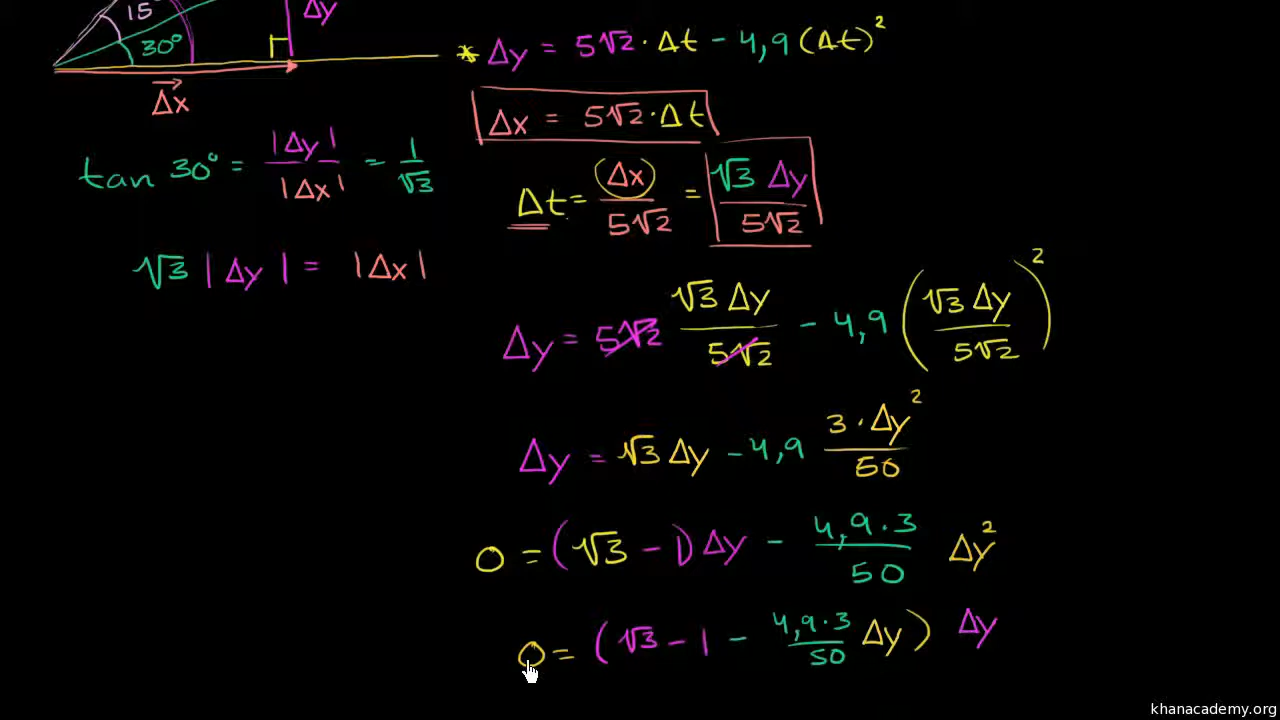 15° Δy
30°
* Δy = 5√2 · Δt − 4,9 (Δt)²
Δx
Δx = 5√2 · Δt
tan 30° = |Δy| / |Δx| = 1/√3
Δt = Δx / 5√2 = √3 Δy / 5√2
√3 |Δy| = |Δx|
Δy = 5√2 √3 Δy / 5√2 − 4,9 (√3 Δy / 5√2)²
Δy = √3 Δy − 4,9 3 · Δy² / 50
0 = (√3 − 1) Δy − 4,9 · 3 / 50 Δy²
0 = (√3 − 1 − 4,9 · 3 / 50 Δy) Δy
khanacademy.org